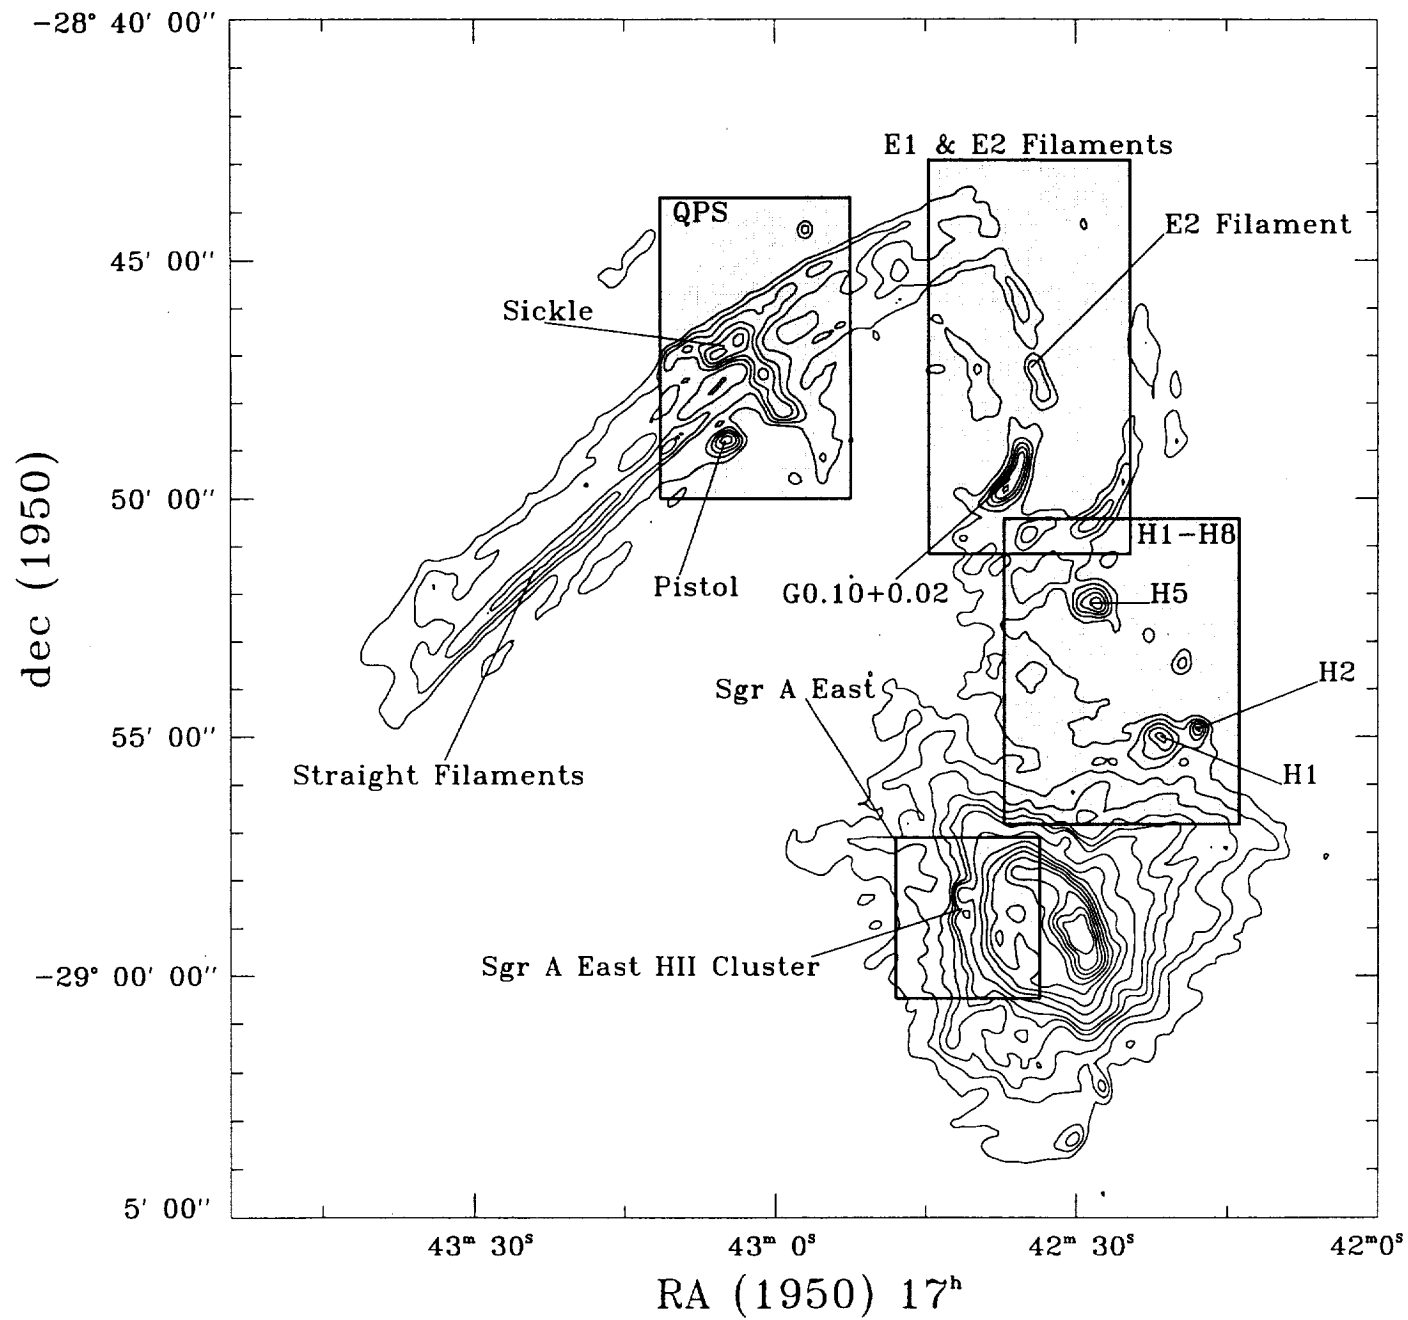 -28° 40' 00"
E1 & E2 Filaments
QPS
E2 Filament
45' 00"
Sickle
50' 00"
H1-H8
Pistol
G0.10+0.02
H5
Sgr A East
H2
55' 00"
Straight Filaments
H1
Sgr A East HII Cluster
-29° 00' 00"
5' 00"
43ᵐ 30ˢ
43ᵐ 0ˢ
42ᵐ 30ˢ
42ᵐ0ˢ
dec (1950)
RA (1950) 17ʰ